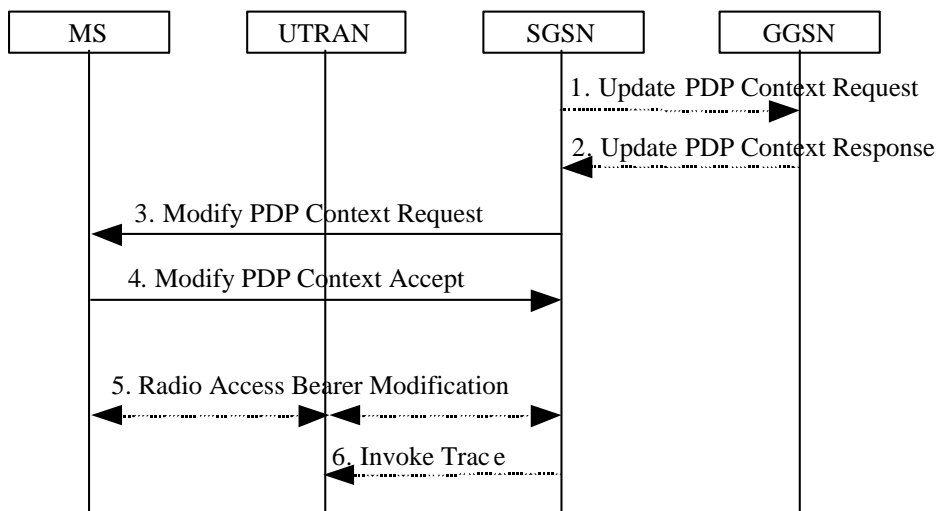 MS
UTRAN
SGSN
GGSN
1. Update PDP Context Request
2. Update PDP Context Response
3. Modify PDP Context Request
4. Modify PDP Context Accept
5. Radio Access Bearer Modification
6. Invoke Trace